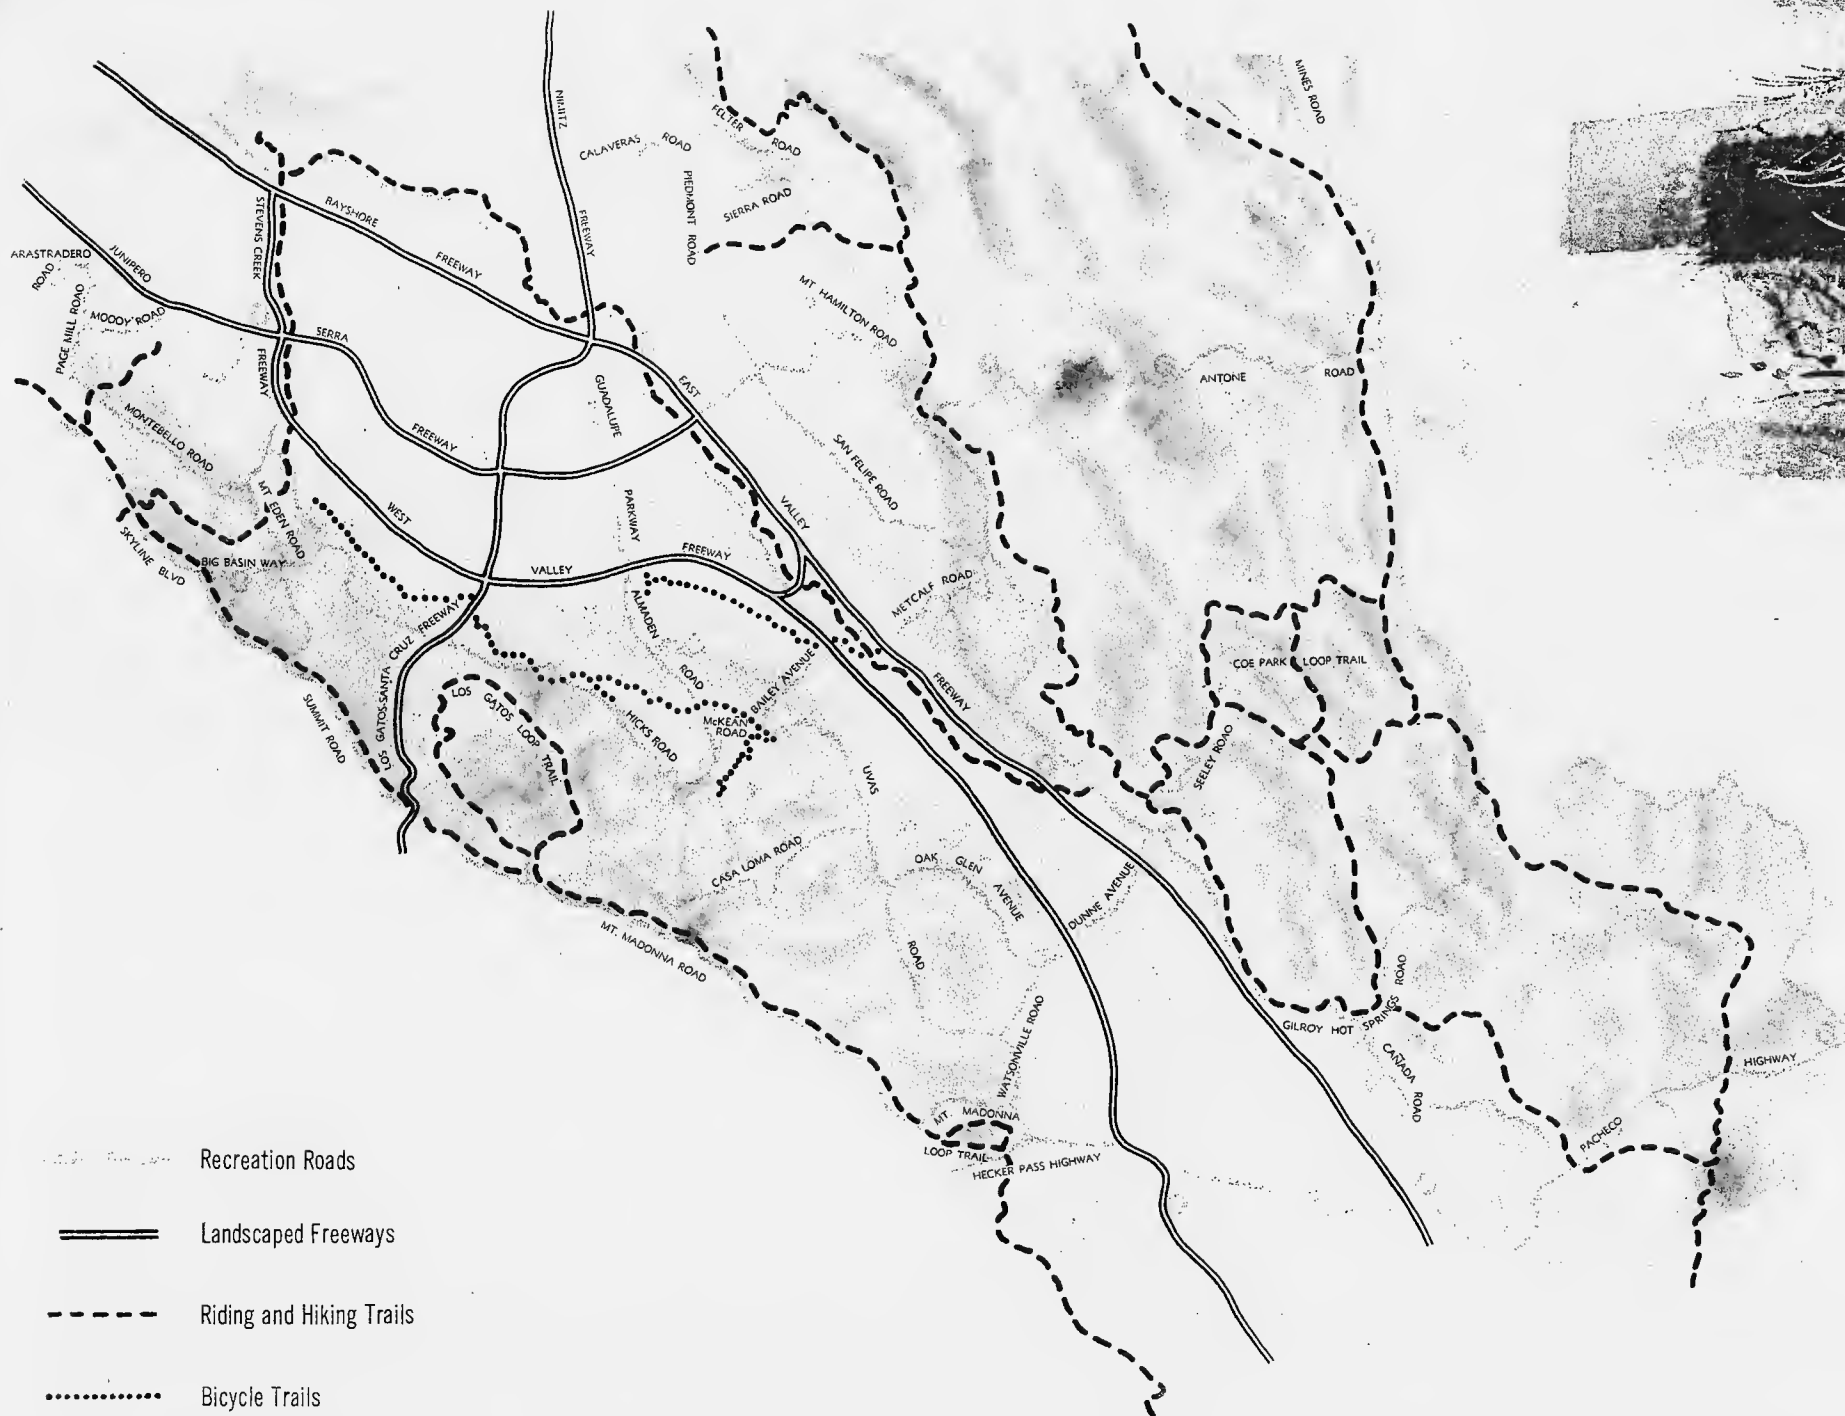 NIMITZ
FREEWAY
MINES ROAD
FELTER
ROAD
CALAVERAS ROAD
PIEDMONT ROAD
SIERRA ROAD
STEVENS CREEK
FREEWAY
BAYSHORE
FREEWAY
ARASTRADERO
ROAD
JUNIPERO
SERRA
FREEWAY
PAGE MILL ROAD
MOODY ROAD
MT HAMILTON ROAD
SAN
ANTONE
ROAD
EAST
VALLEY
FREEWAY
GUADALUPE
PARKWAY
MONTEBELLO ROAD
SAN FELIPE ROAD
MT EDEN ROAD
WEST
VALLEY
FREEWAY
SKYLINE BLVD
BIG BASIN WAY
METCALF ROAD
ALMADEN
ROAD
LOS GATOS-SANTA CRUZ FREEWAY
BAILEY AVENUE
COE PARK LOOP TRAIL
LOS GATOS LOOP TRAIL
SUMMIT ROAD
HICKS ROAD
McKEAN
ROAD
SEELEY ROAD
UVAS
ROAD
CASA LOMA ROAD
OAK GLEN
AVENUE
DUNNE AVENUE
MT. MADONNA ROAD
WATSONVILLE ROAD
GILROY HOT SPRINGS ROAD
CAÑADA
ROAD
PACHECO
HIGHWAY
MT. MADONNA
LOOP TRAIL
HECKER PASS HIGHWAY
Recreation Roads
Landscaped Freeways
Riding and Hiking Trails
Bicycle Trails